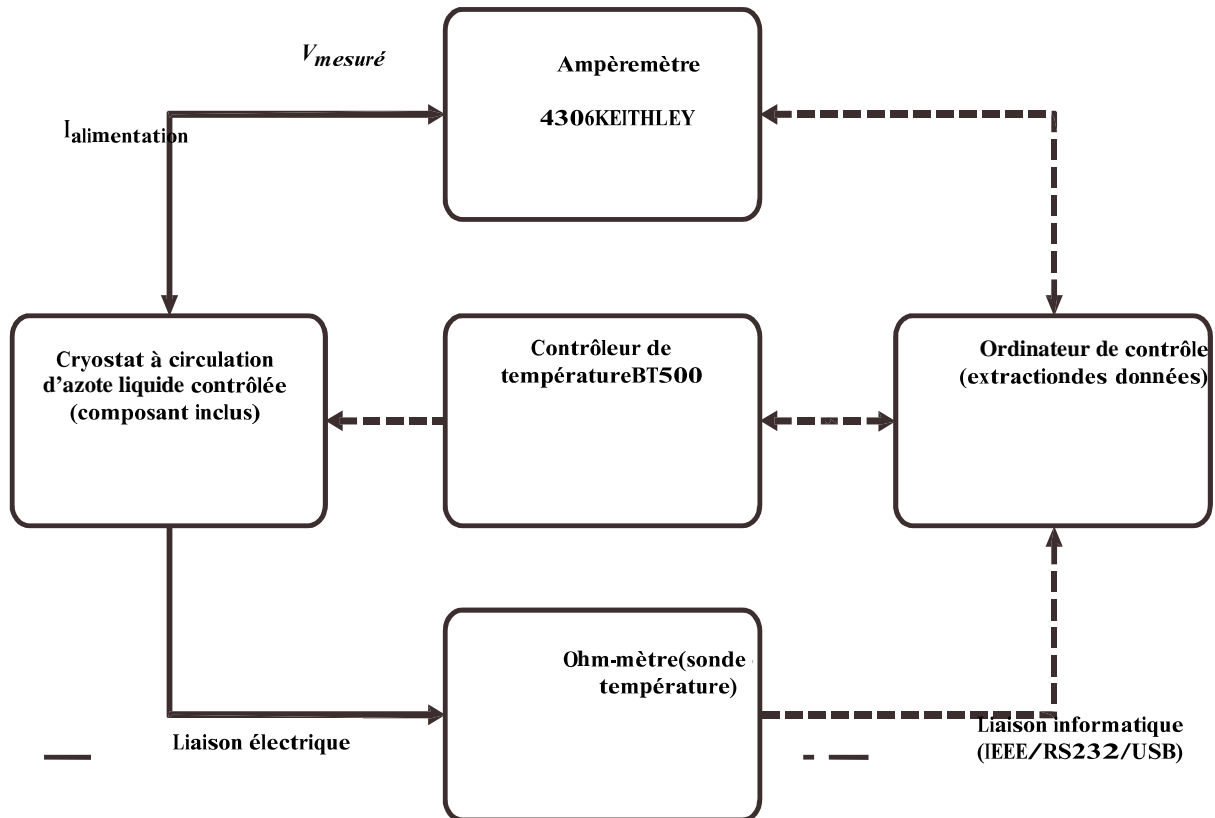 Vmesuré
Ampèremètre
4306KEITHLEY
Ialimentation
Cryostat à circulation
d'azote liquide contrôlée
(composant inclus)
Contrôleur de
températureBT500
Ordinateur de contrôle
(extractiondes données)
Ohm-mètre(sonde
température)
Liaison électrique
Liaison informatique
(IEEE/RS232/USB)